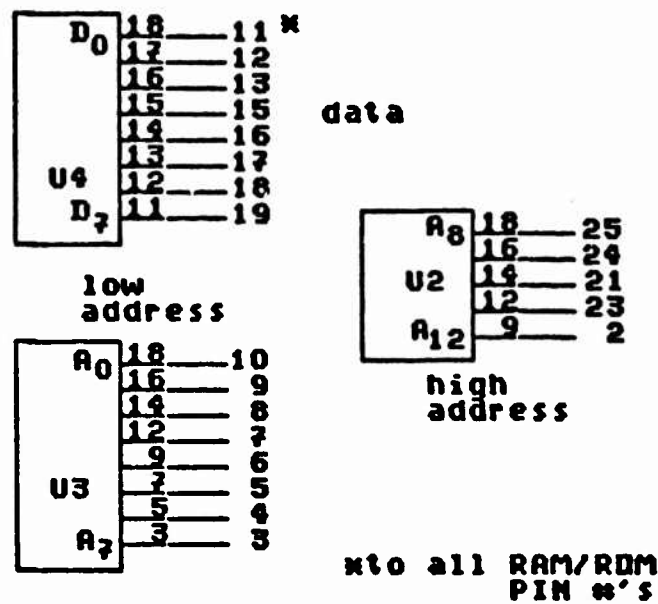 D0 18 11 *
17 12
16 13
15 15
14 16
13 17
U4 12 18
D7 11 19
data
low
address
A8 18 25
16 24
U2 14 21
12 23
A12 9 2
high
address
A0 18 10
16 9
14 8
12 7
9 6
U3 7 5
5 4
A7 3 3
*to all RAM/ROM
PIN #'s